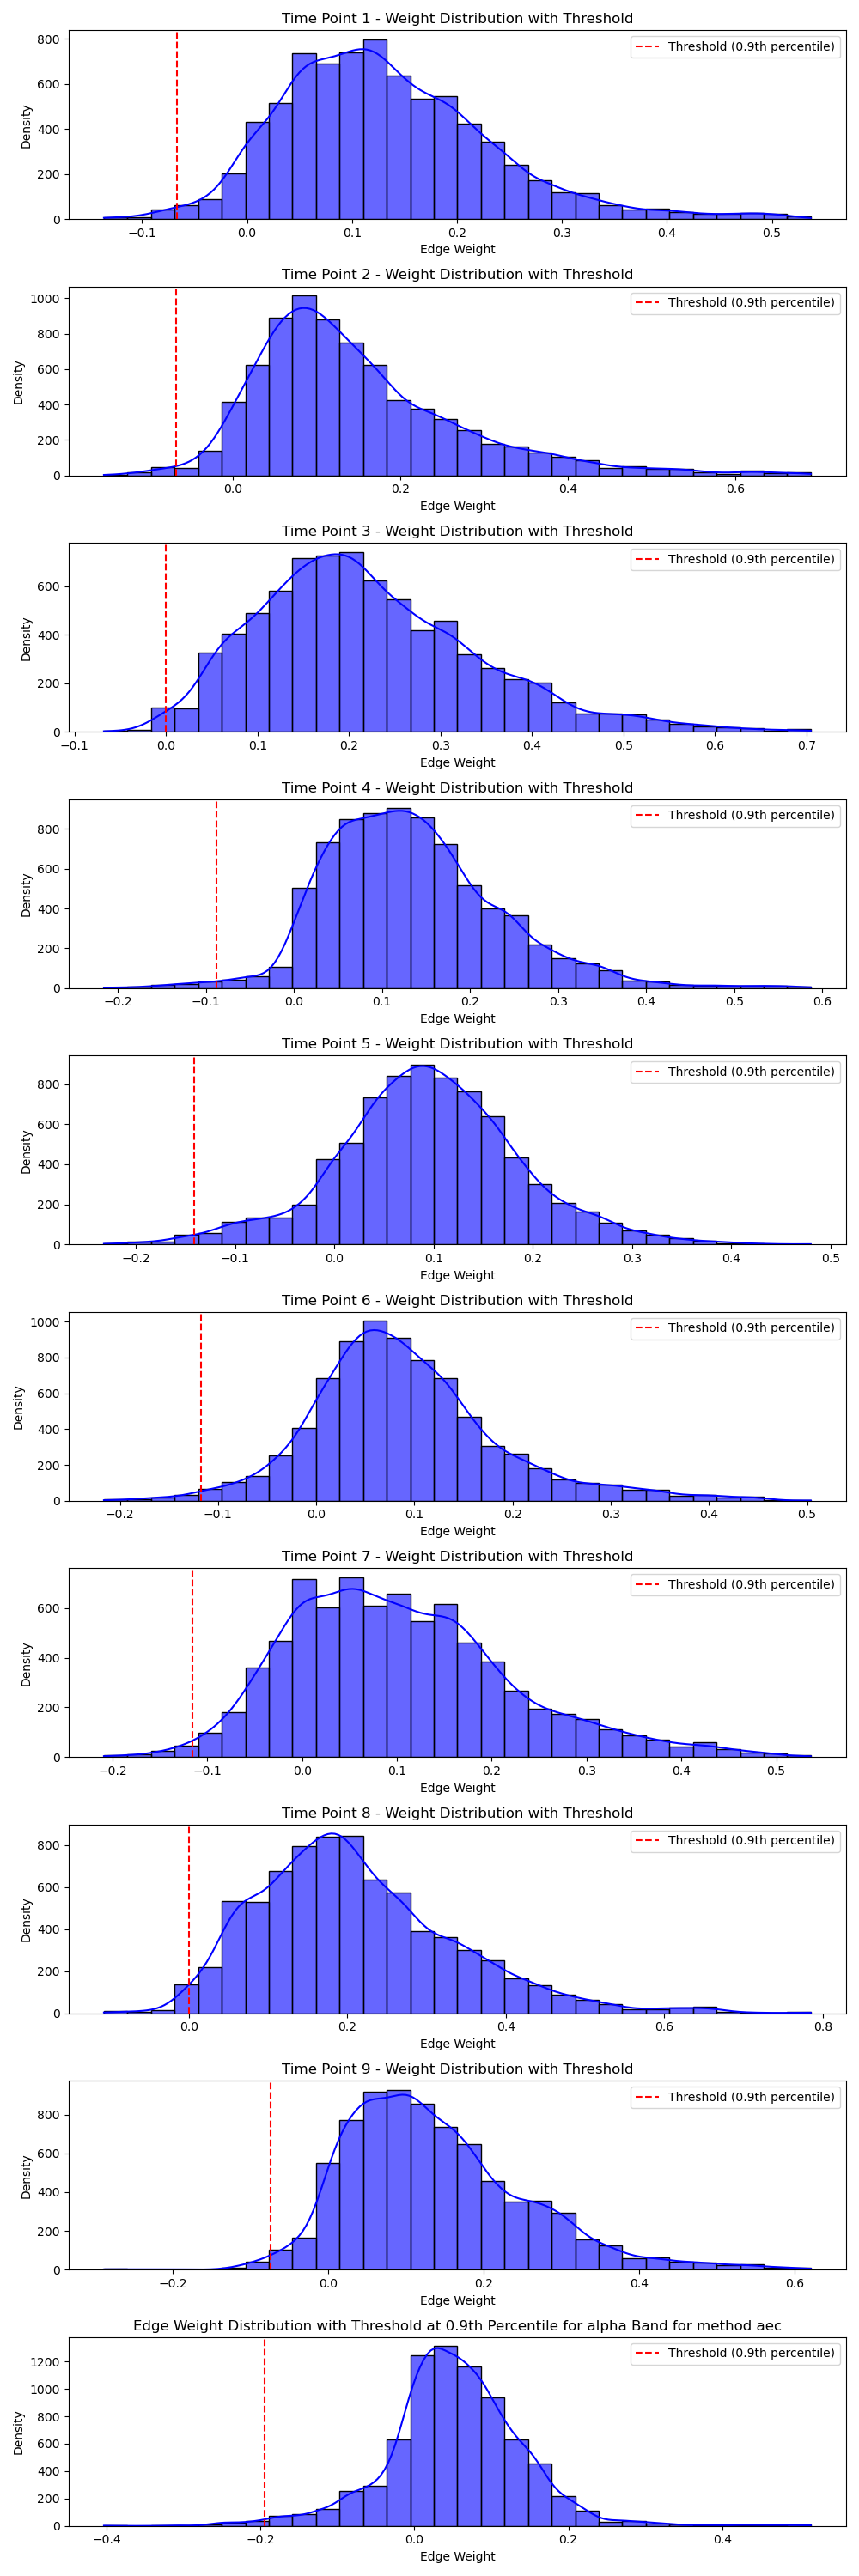 Time Point 1 - Weight Distribution with Threshold
Threshold (0.9th percentile)
Density
800
600
400
200
0
−0.1 0.0 0.1 0.2 0.3 0.4 0.5
Edge Weight
Time Point 2 - Weight Distribution with Threshold
Threshold (0.9th percentile)
Density
1000
800
600
400
200
0
0.0 0.2 0.4 0.6
Edge Weight
Time Point 3 - Weight Distribution with Threshold
Threshold (0.9th percentile)
Density
600
400
200
0
−0.1 0.0 0.1 0.2 0.3 0.4 0.5 0.6 0.7
Edge Weight
Time Point 4 - Weight Distribution with Threshold
Threshold (0.9th percentile)
Density
800
600
400
200
0
−0.2 −0.1 0.0 0.1 0.2 0.3 0.4 0.5 0.6
Edge Weight
Time Point 5 - Weight Distribution with Threshold
Threshold (0.9th percentile)
Density
800
600
400
200
0
−0.2 −0.1 0.0 0.1 0.2 0.3 0.4 0.5
Edge Weight
Time Point 6 - Weight Distribution with Threshold
Threshold (0.9th percentile)
Density
1000
800
600
400
200
0
−0.2 −0.1 0.0 0.1 0.2 0.3 0.4 0.5
Edge Weight
Time Point 7 - Weight Distribution with Threshold
Threshold (0.9th percentile)
Density
600
400
200
0
−0.2 −0.1 0.0 0.1 0.2 0.3 0.4 0.5
Edge Weight
Time Point 8 - Weight Distribution with Threshold
Threshold (0.9th percentile)
Density
800
600
400
200
0
0.0 0.2 0.4 0.6 0.8
Edge Weight
Time Point 9 - Weight Distribution with Threshold
Threshold (0.9th percentile)
Density
800
600
400
200
0
−0.2 0.0 0.2 0.4 0.6
Edge Weight
Edge Weight Distribution with Threshold at 0.9th Percentile for alpha Band for method aec
Threshold (0.9th percentile)
Density
1200
1000
800
600
400
200
0
−0.4 −0.2 0.0 0.2 0.4
Edge Weight